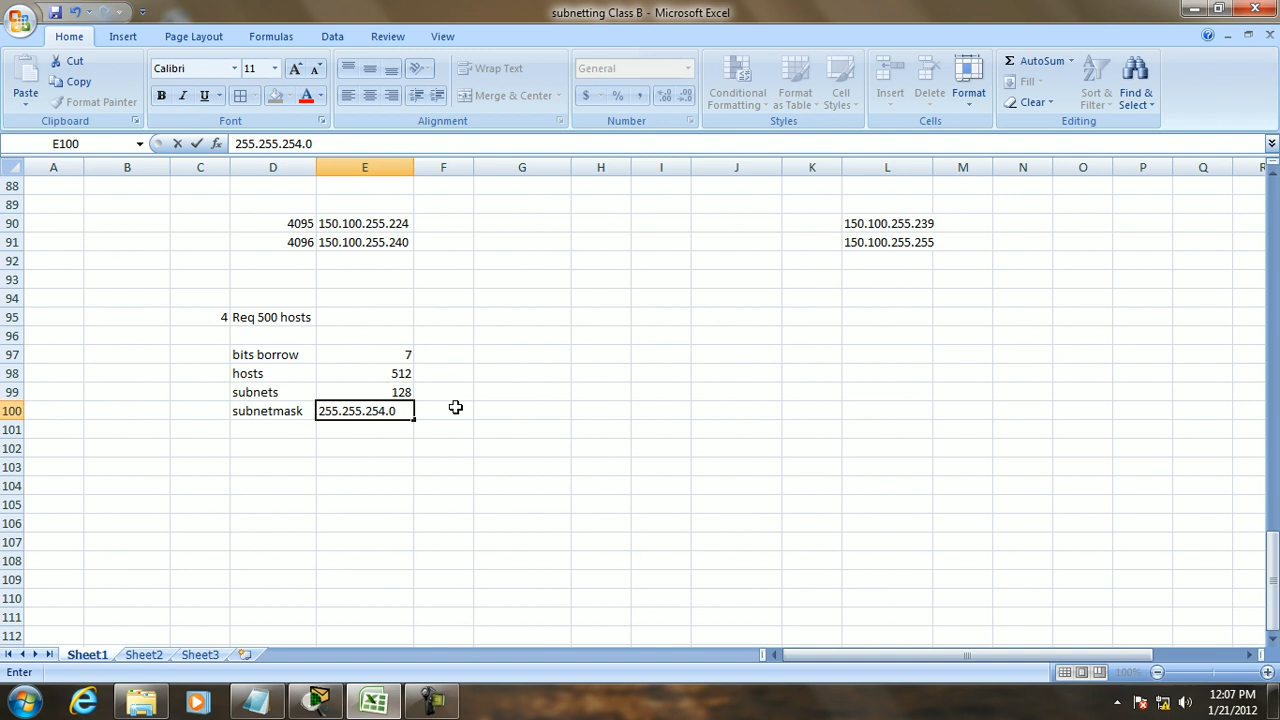 subnetting Class B - Microsoft Excel
Home Insert Page Layout Formulas Data Review View
Paste Cut Copy Format Painter Clipboard
Calibri 11 A A B I U A Font
Wrap Text Merge & Center Alignment
General $ % , .0 .00 .00 .0 Number
Conditional Formatting Format as Table Cell Styles Styles
Insert Delete Format Cells
Σ AutoSum Fill Clear Sort & Filter Find & Select Editing
E100 fx 255.255.254.0
A B C D E F G H I J K L M N O P Q R
88
89
90 4095 150.100.255.224 150.100.255.239
91 4096 150.100.255.240 150.100.255.255
92
93
94
95 4 Req 500 hosts
96
97 bits borrow 7
98 hosts 512
99 subnets 128
100 subnetmask 255.255.254.0
101
102
103
104
105
106
107
108
109
110
111
112
Sheet1 Sheet2 Sheet3
Enter 100%
12:07 PM
1/21/2012